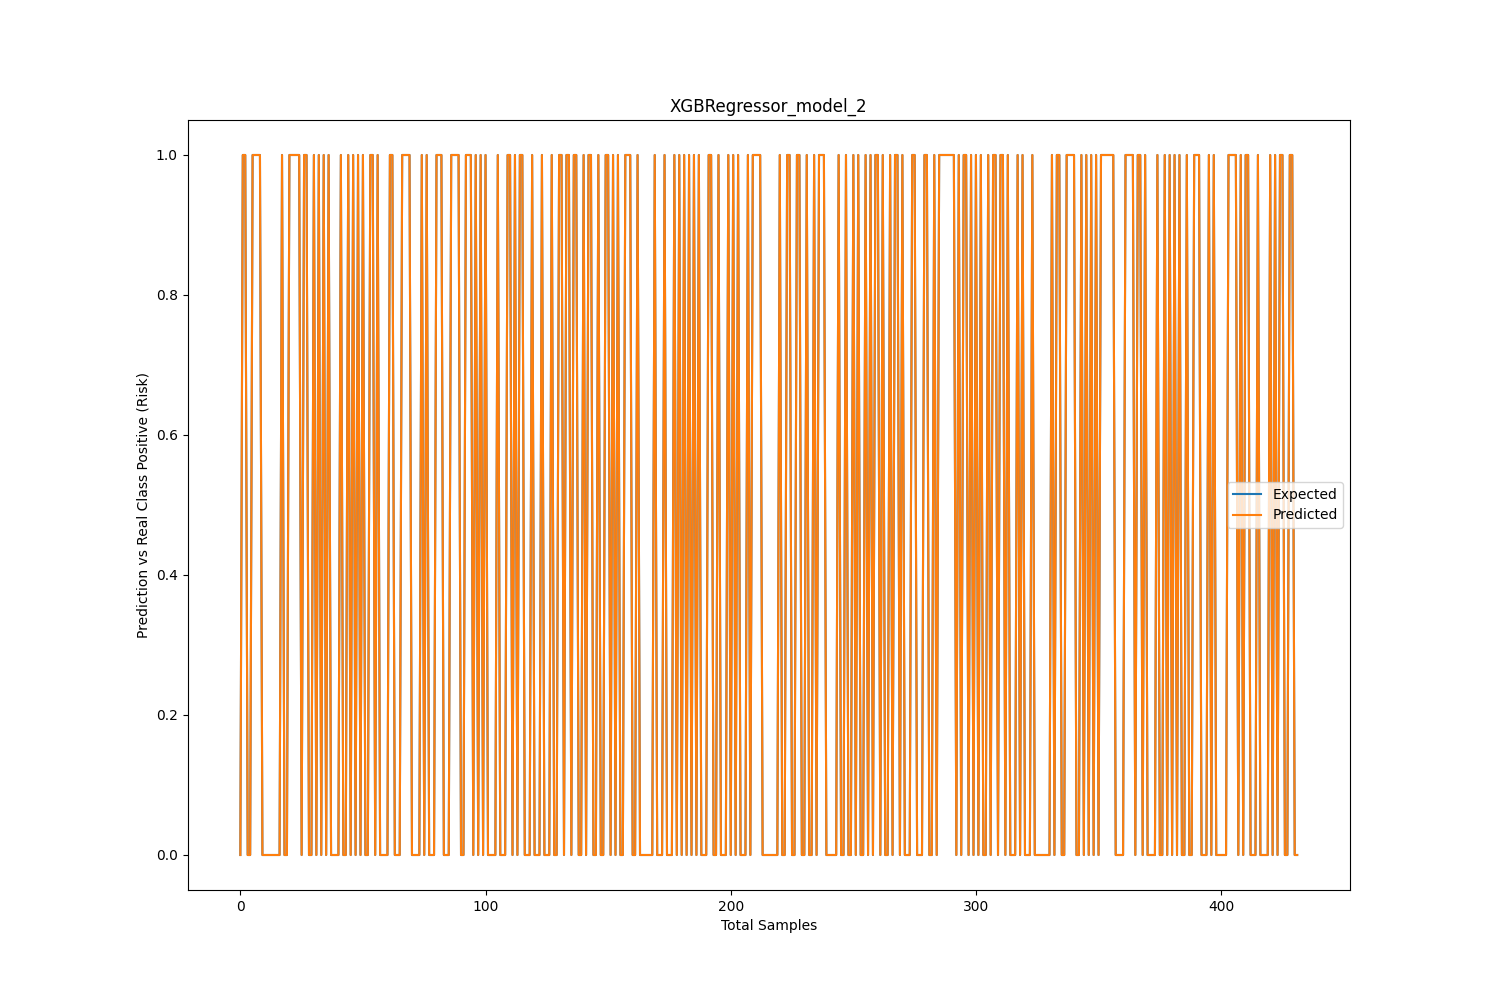 XGBRegressor_model_2
Prediction vs Real Class Positive (Risk)
1.0
0.8
0.6
0.4
0.2
0.0
Expected
Predicted
0
100
200
300
400
Total Samples